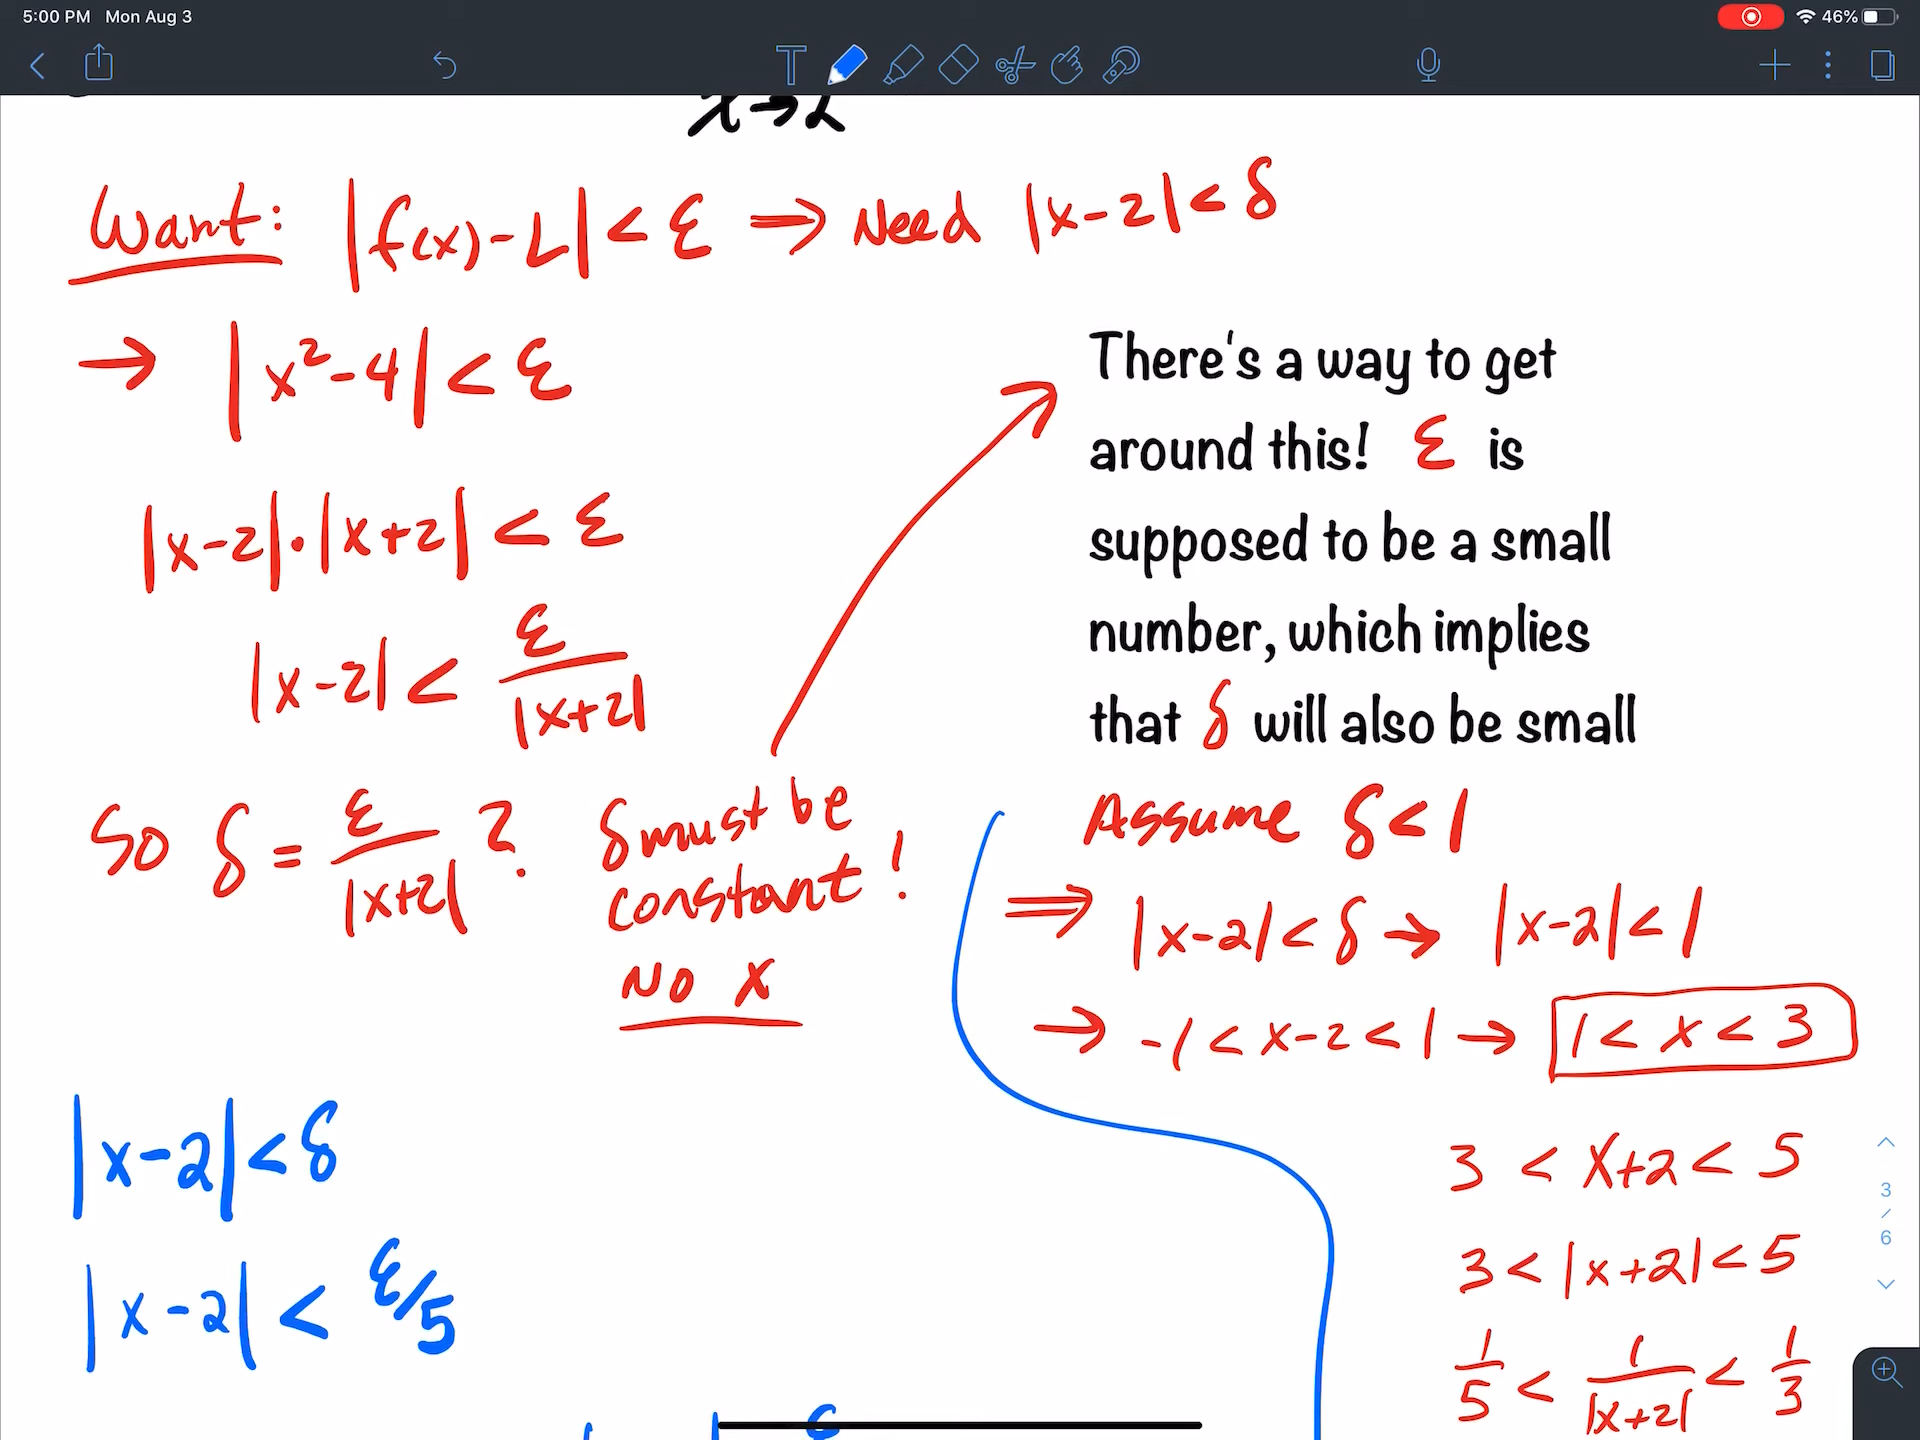 5:00 PM Mon Aug 3
46%
x→2
Want: |f(x)-L| < ε ⇒ Need |x-2| < δ
→ |x²-4| < ε
|x-2|·|x+2| < ε
|x-2| < ε/|x+2|
So δ = ε/|x+2| ?
δ must be
constant!
No x
There's a way to get
around this! ε is
supposed to be a small
number, which implies
that δ will also be small
Assume δ < 1
⇒ |x-2| < δ → |x-2| < 1
→ -1 < x-2 < 1 → 1 < x < 3
3 < x+2 < 5
3 < |x+2| < 5
1/5 < 1/|x+2| < 1/3
|x-2| < δ
|x-2| < ε/5
3
/
6